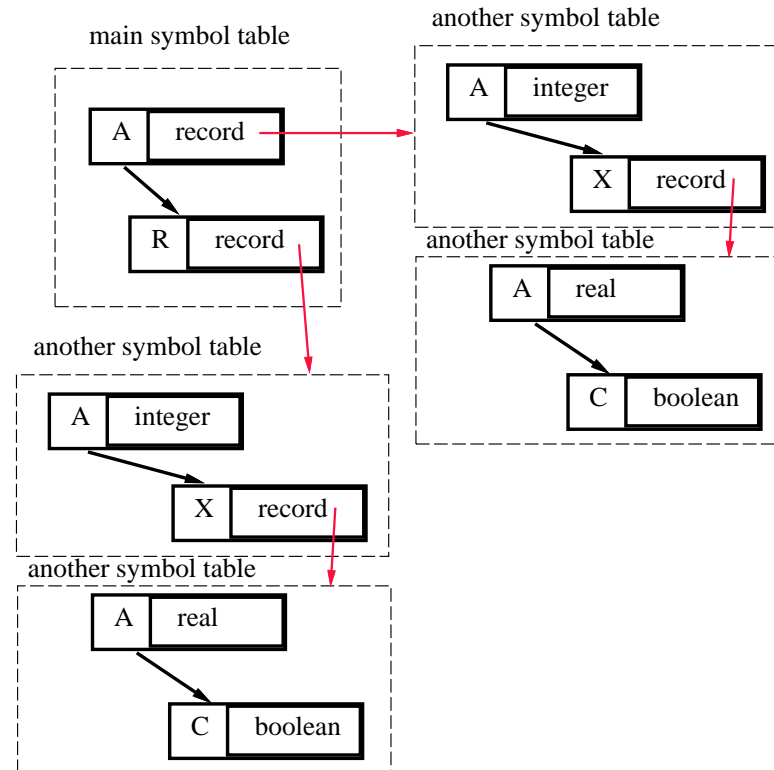 main symbol table
A record
R record
another symbol table
A integer
X record
another symbol table
A real
C boolean
another symbol table
A integer
X record
another symbol table
A real
C boolean